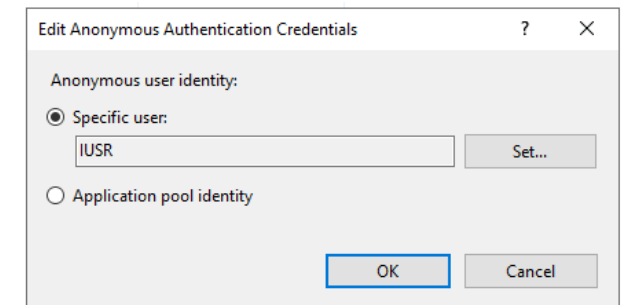 Edit Anonymous Authentication Credentials ? ×
Anonymous user identity:
Specific user:
IUSR Set...
Application pool identity
OK Cancel